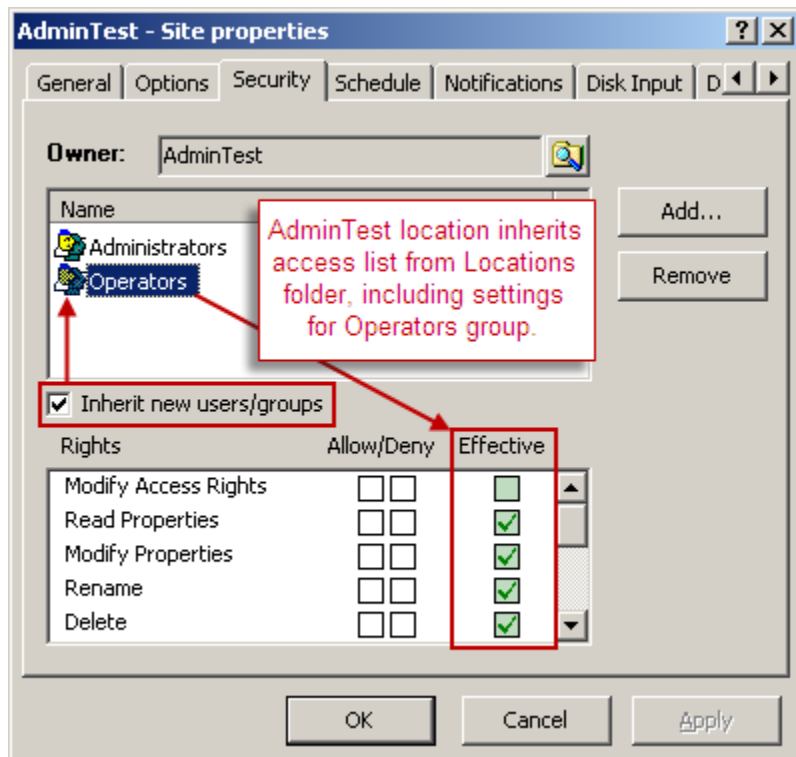 AdminTest - Site properties
General
Options
Security
Schedule
Notifications
Disk Input
D
Owner:
AdminTest
Name
Add...
Administrators
Operators
Remove
AdminTest location inherits
access list from Locations
folder, including settings
for Operators group.
Inherit new users/groups
Rights
Allow/Deny
Effective
Modify Access Rights
Read Properties
Modify Properties
Rename
Delete
OK
Cancel
Apply